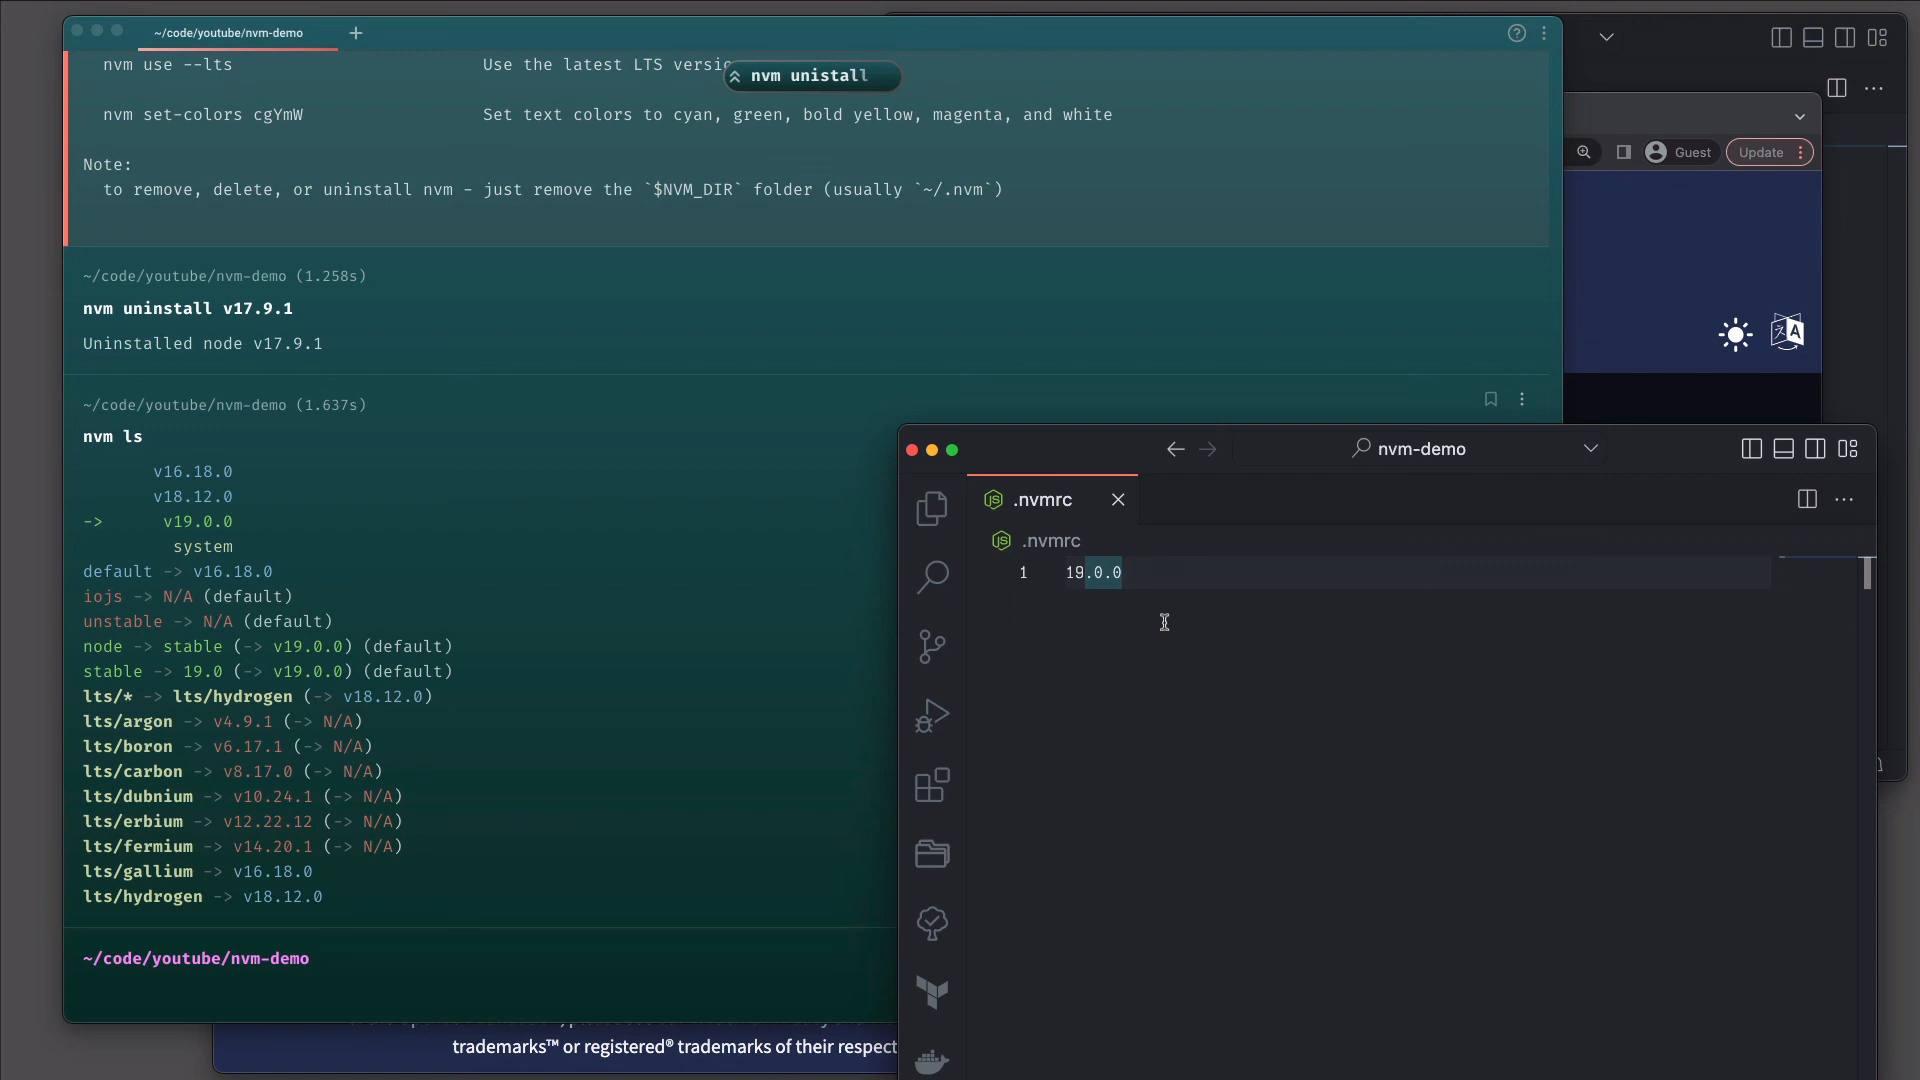 ~/code/youtube/nvm-demo
nvm use --lts Use the latest LTS versio
nvm unistall
nvm set-colors cgYmW Set text colors to cyan, green, bold yellow, magenta, and white
Note:
to remove, delete, or uninstall nvm - just remove the `$NVM_DIR` folder (usually `~/.nvm`)
~/code/youtube/nvm-demo (1.258s)
nvm uninstall v17.9.1
Uninstalled node v17.9.1
~/code/youtube/nvm-demo (1.637s)
nvm ls
v16.18.0
v18.12.0
-> v19.0.0
system
default -> v16.18.0
iojs -> N/A (default)
unstable -> N/A (default)
node -> stable (-> v19.0.0) (default)
stable -> 19.0 (-> v19.0.0) (default)
lts/* -> lts/hydrogen (-> v18.12.0)
lts/argon -> v4.9.1 (-> N/A)
lts/boron -> v6.17.1 (-> N/A)
lts/carbon -> v8.17.0 (-> N/A)
lts/dubnium -> v10.24.1 (-> N/A)
lts/erbium -> v12.22.12 (-> N/A)
lts/fermium -> v14.20.1 (-> N/A)
lts/gallium -> v16.18.0
lts/hydrogen -> v18.12.0
~/code/youtube/nvm-demo
Guest
Update
nvm-demo
.nvmrc
.nvmrc
1 19.0.0
trademarks™ or registered® trademarks of their respect